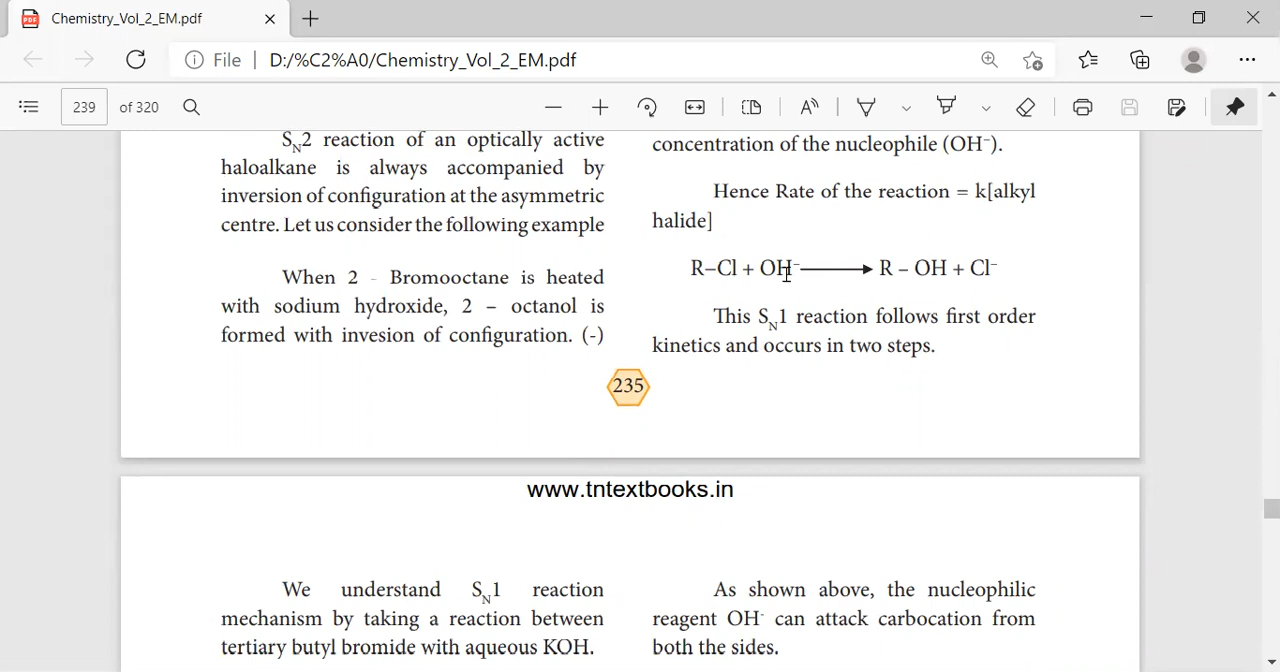 Chemistry_Vol_2_EM.pdf
File | D:/%C2%A0/Chemistry_Vol_2_EM.pdf
239 of 320
SN2 reaction of an optically active
haloalkane is always accompanied by
inversion of configuration at the asymmetric
centre. Let us consider the following example
When 2 - Bromooctane is heated
with sodium hydroxide, 2 – octanol is
formed with invesion of configuration. (-)
concentration of the nucleophile (OH⁻).
Hence Rate of the reaction = k[alkyl
halide]
R–Cl + OH⁻ ⟶ R – OH + Cl⁻
This SN1 reaction follows first order
kinetics and occurs in two steps.
235
www.tntextbooks.in
We understand SN1 reaction
mechanism by taking a reaction between
tertiary butyl bromide with aqueous KOH.
As shown above, the nucleophilic
reagent OH⁻ can attack carbocation from
both the sides.